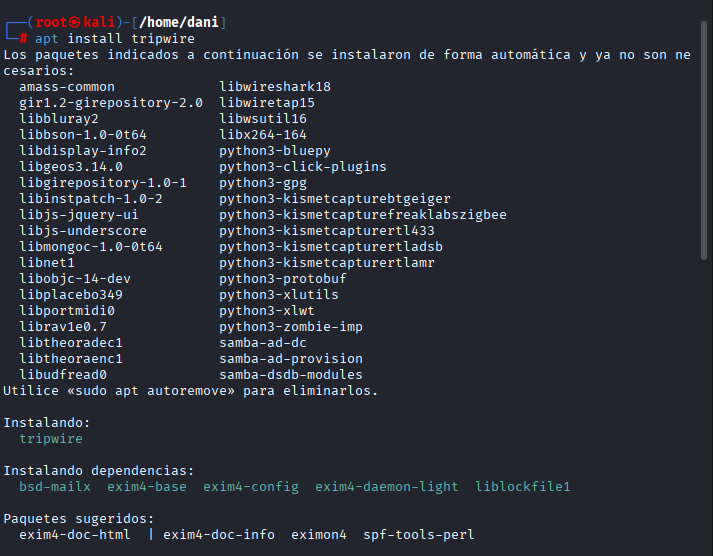 ┌──(root㉿kali)-[/home/dani]
└─# apt install tripwire
Los paquetes indicados a continuación se instalaron de forma automática y ya no son ne
cesarios:
  amass-common             libwireshark18
  gir1.2-girepository-2.0  libwiretap15
  libbluray2               libwsutil16
  libbson-1.0-0t64         libx264-164
  libdisplay-info2         python3-bluepy
  libgeos3.14.0            python3-click-plugins
  libgirepository-1.0-1    python3-gpg
  libinstpatch-1.0-2       python3-kismetcapturebtgeiger
  libjs-jquery-ui          python3-kismetcapturefreaklabszigbee
  libjs-underscore         python3-kismetcapturertl433
  libmongoc-1.0-0t64       python3-kismetcapturertladsb
  libnet1                  python3-kismetcapturertlamr
  libobjc-14-dev           python3-protobuf
  libplacebo349            python3-xlutils
  libportmidi0             python3-xlwt
  librav1e0.7              python3-zombie-imp
  libtheoradec1            samba-ad-dc
  libtheoraenc1            samba-ad-provision
  libudfread0              samba-dsdb-modules
Utilice «sudo apt autoremove» para eliminarlos.

Instalando:
  tripwire

Instalando dependencias:
  bsd-mailx  exim4-base  exim4-config  exim4-daemon-light  liblockfile1

Paquetes sugeridos:
  exim4-doc-html  | exim4-doc-info  eximon4  spf-tools-perl